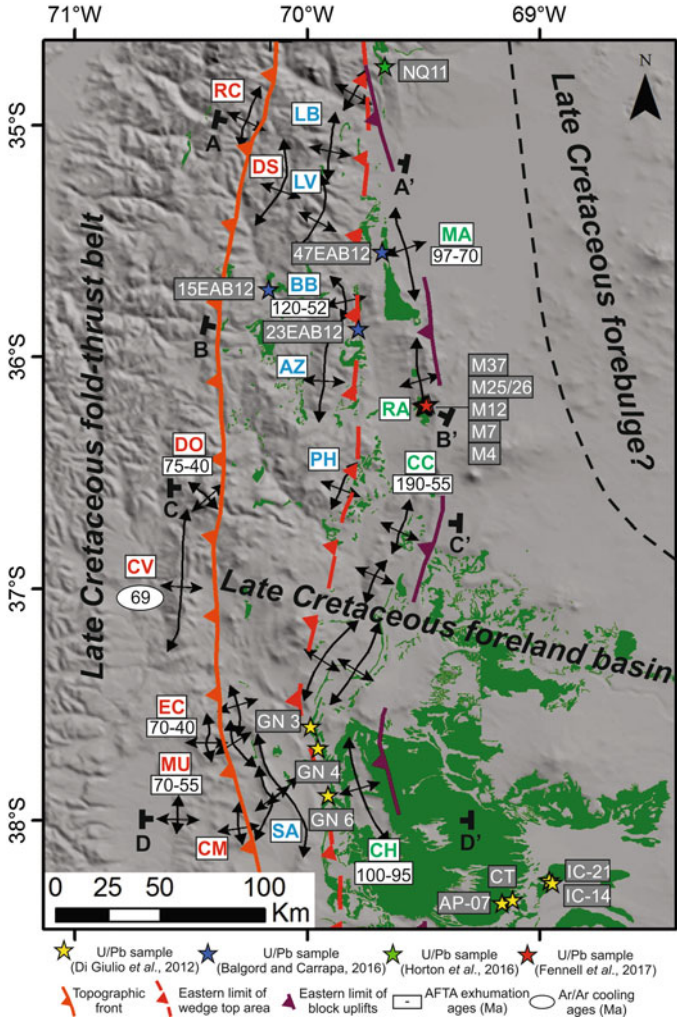 71°W 70°W 69°W
N
NQ11
RC
35°S
LB
A
DS
LV
A'
MA
97-70
47EAB12
15EAB12
BB
120-52
23EAB12
B
36°S
AZ
M37
M25/26
M12
M7
M4
RA
B'
DO
75-40
PH
CC
190-55
C
C'
37°S
CV
69
Late Cretaceous fold-thrust belt
Late Cretaceous forebulge?
Late Cretaceous foreland basin
EC
70-40
GN 3
MU
70-55
GN 4
GN 6
38°S
D
CM
SA
CH
100-95
D'
CT
IC-21
AP-07
IC-14
0 25 50 100
Km
U/Pb sample
(Di Giulio et al., 2012)
U/Pb sample
(Balgord and Carrapa, 2016)
U/Pb sample
(Horton et al., 2016)
U/Pb sample
(Fennell et al., 2017)
Topographic
front
Eastern limit of
wedge top area
Eastern limit of
block uplifts
- AFTA exhumation
ages (Ma)
Ar/Ar cooling
ages (Ma)